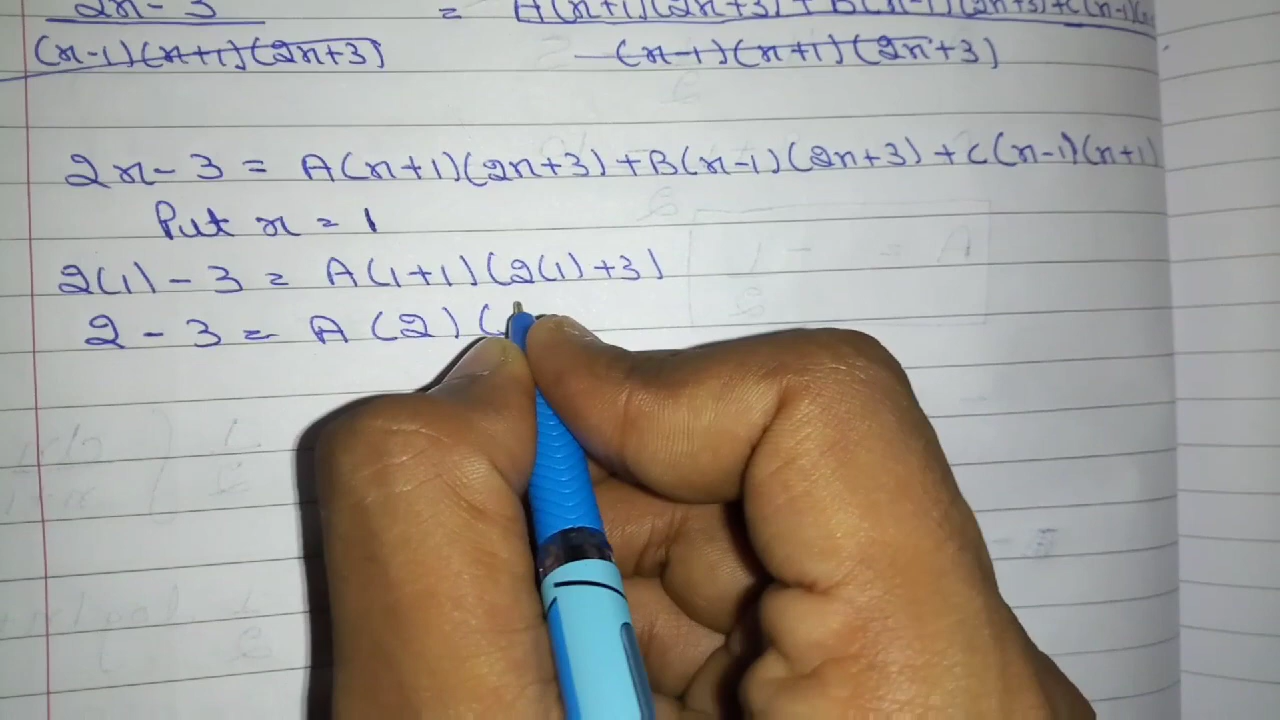 2x - 3 = A(x+1)(2x+3) + B(x-1)(2x+3) + C(x-1)(
(x-1)(x+1)(2x+3) (x-1)(x+1)(2x+3)
2x - 3 = A(x+1)(2x+3) + B(x-1)(2x+3) + C(x-1)(x+1)
Put x = 1
2(1) - 3 = A(1+1)(2(1)+3)
2 - 3 = A(2)(